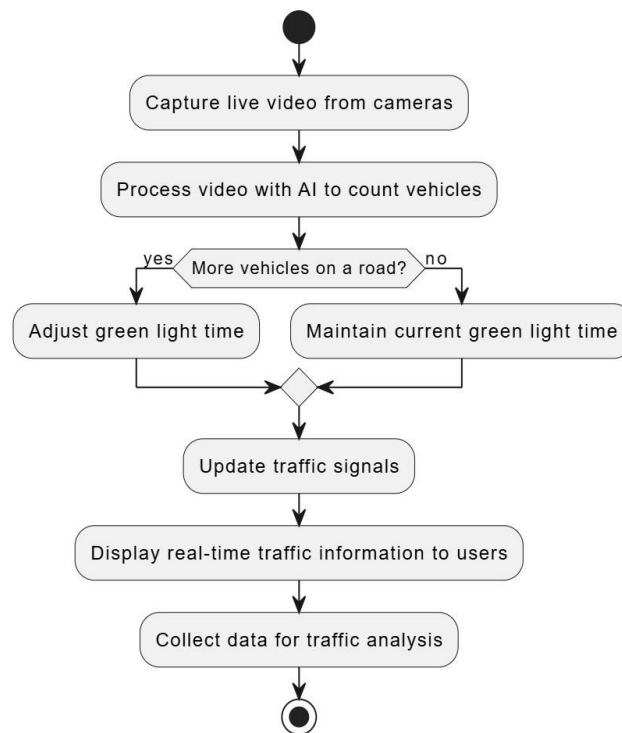 Capture live video from cameras
Process video with AI to count vehicles
yes
More vehicles on a road?
no
Adjust green light time
Maintain current green light time
Update traffic signals
Display real-time traffic information to users
Collect data for traffic analysis